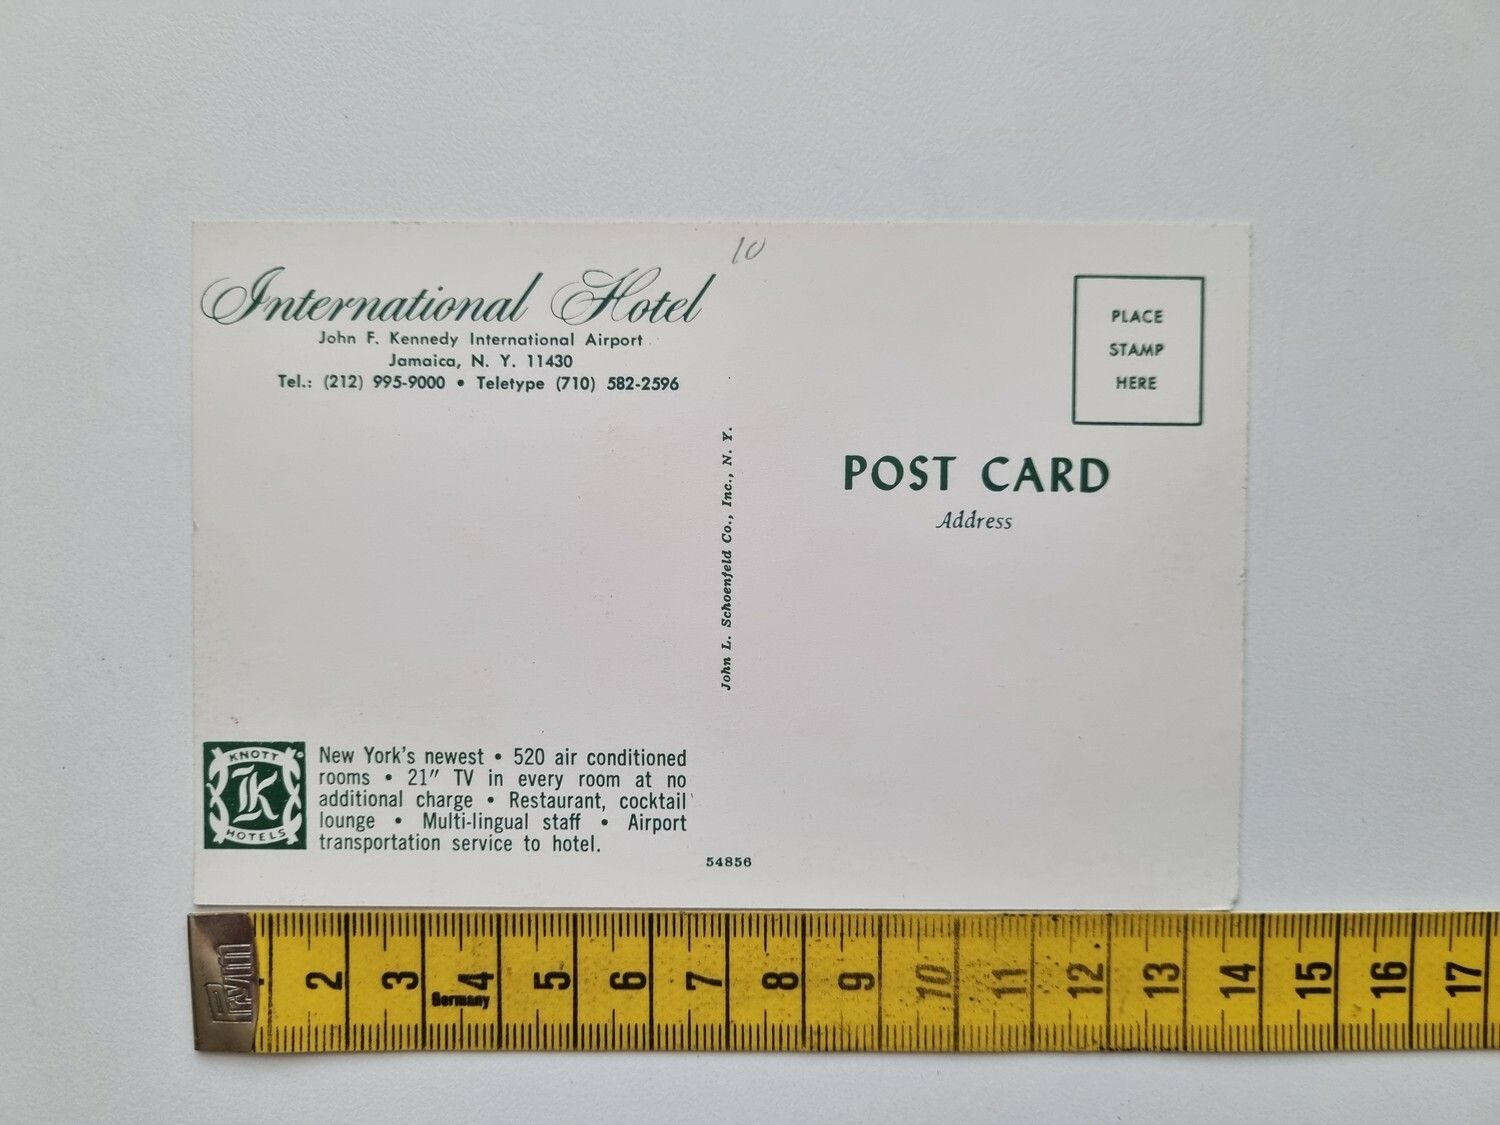 10
International Hotel
John F. Kennedy International Airport
Jamaica, N. Y. 11430
Tel.: (212) 995-9000 • Teletype (710) 582-2596
PLACE
STAMP
HERE
POST CARD
Address
John L. Schoenfeld Co., Inc., N. Y.
KNOTT
K
HOTELS
New York's newest • 520 air conditioned
rooms • 21" TV in every room at no
additional charge • Restaurant, cocktail
lounge • Multi-lingual staff • Airport
transportation service to hotel.
54856
Prym
2 3 4 5 6 7 8 9 10 11 12 13 14 15 16 17
Germany